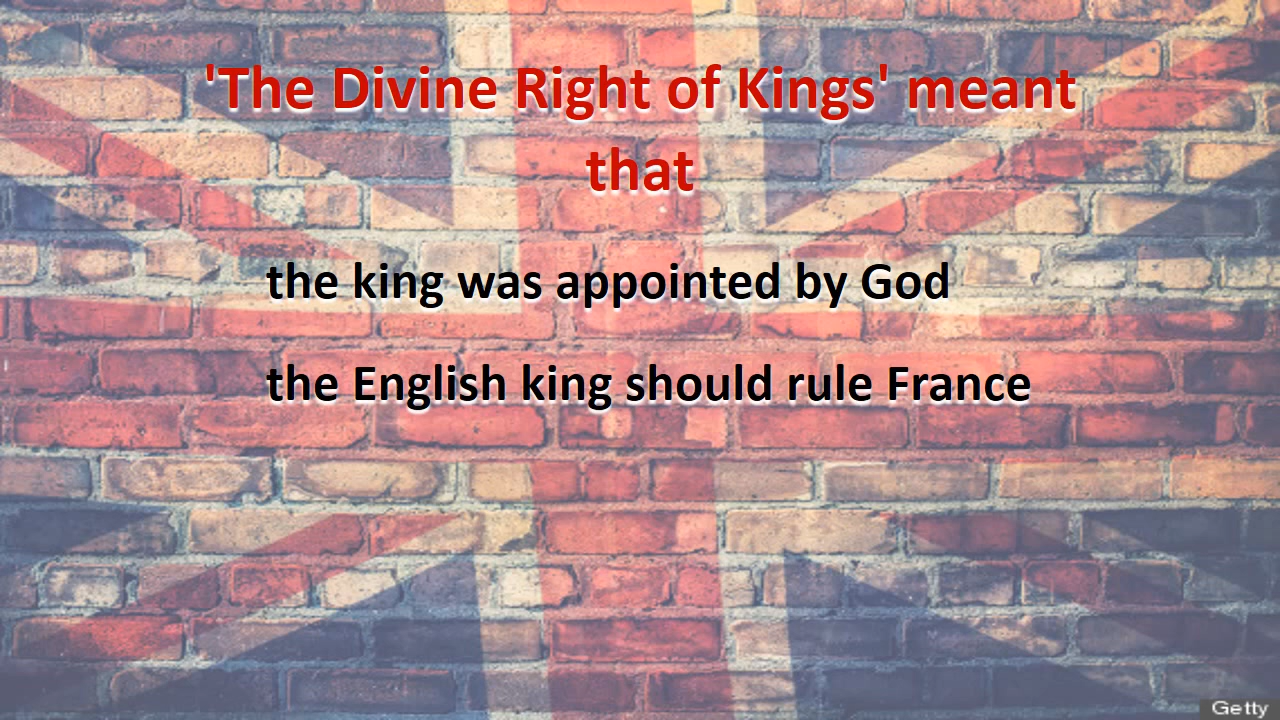 'The Divine Right of Kings' meant
that
the king was appointed by God
the English king should rule France
Getty